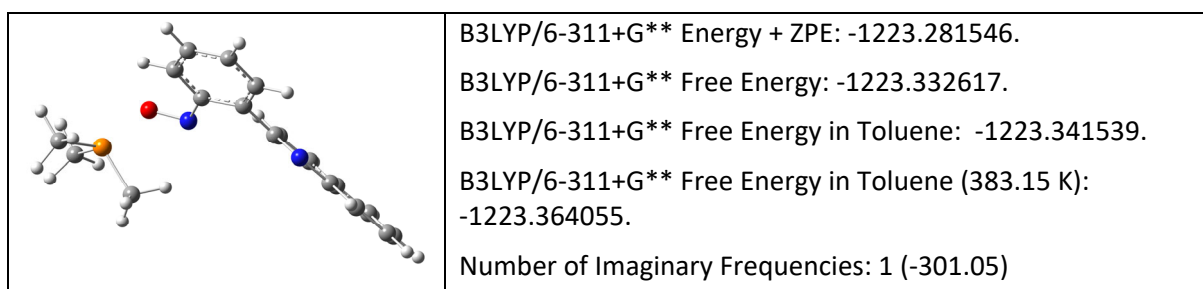 B3LYP/6-311+G** Energy + ZPE: -1223.281546.
B3LYP/6-311+G** Free Energy: -1223.332617.
B3LYP/6-311+G** Free Energy in Toluene:  -1223.341539.
B3LYP/6-311+G** Free Energy in Toluene (383.15 K):
-1223.364055.
Number of Imaginary Frequencies: 1 (-301.05)